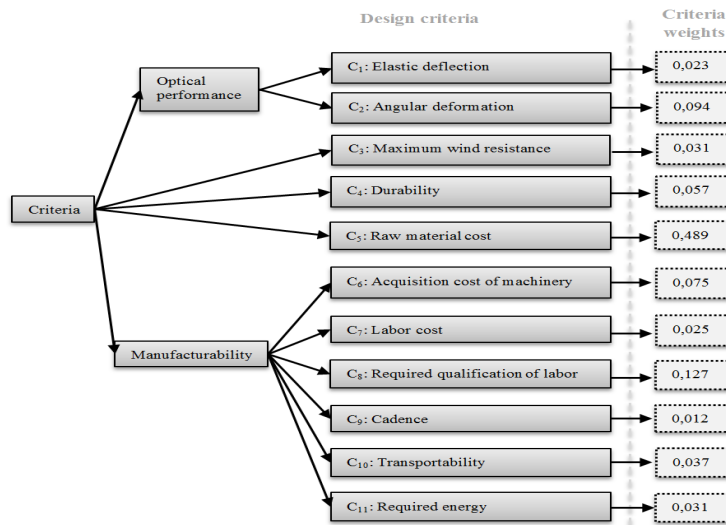 Design criteria
Criteria
weights
Optical
performance
C₁: Elastic deflection
0,023
C₂: Angular deformation
0,094
C₃: Maximum wind resistance
0,031
C₄: Durability
0,057
Criteria
C₅: Raw material cost
0,489
C₆: Acquisition cost of machinery
0,075
C₇: Labor cost
0,025
Manufacturability
C₈: Required qualification of labor
0,127
C₉: Cadence
0,012
C₁₀: Transportability
0,037
C₁₁: Required energy
0,031